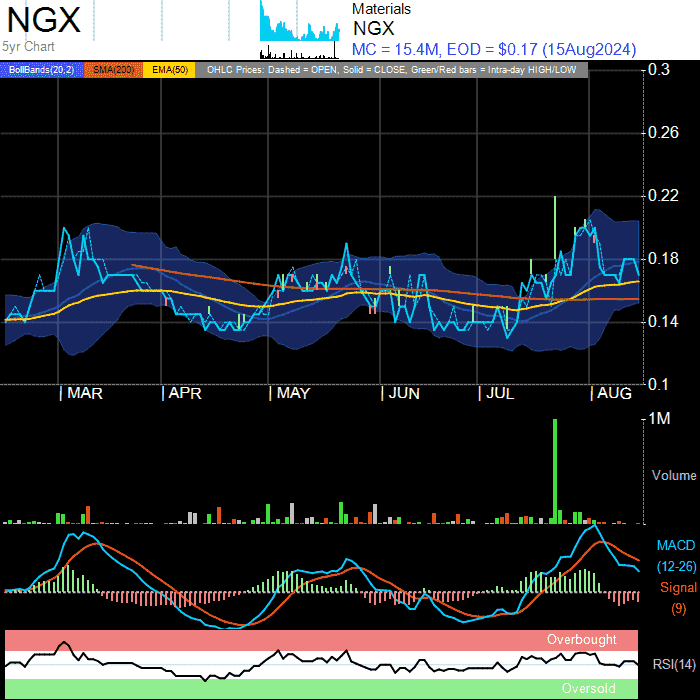 NGX
5yr Chart
Materials
NGX
MC = 15.4M, EOD = $0.17 (15Aug2024)
BollBands(20,2) SMA(200) EMA(50) OHLC Prices: Dashed = OPEN, Solid = CLOSE, Green/Red bars = Intra-day HIGH/LOW
0.3
0.26
0.22
0.18
0.14
0.1
| MAR | APR | MAY | JUN | JUL | AUG
1M
Volume
MACD
(12-26)
Signal
(9)
Overbought
RSI(14)
Oversold